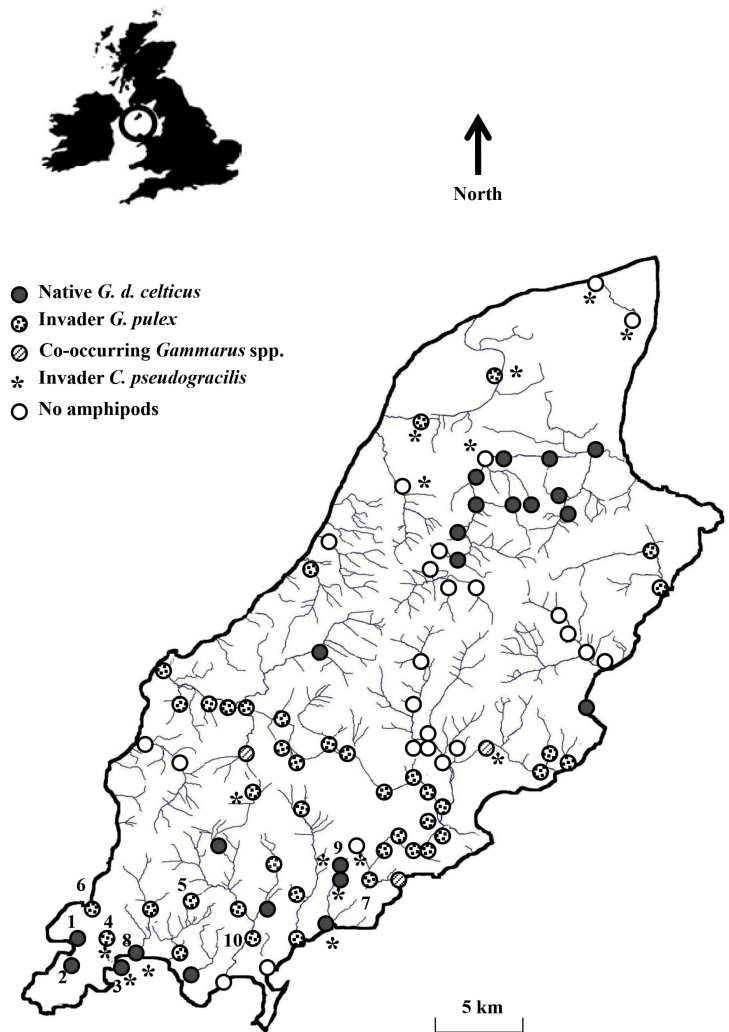 North
Native G. d. celticus
Invader G. pulex
Co-occurring Gammarus spp.
* Invader C. pseudogracilis
No amphipods
9
7
6
5
1
4
8
10
2
3
5 km